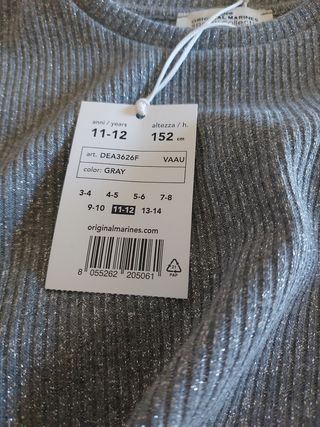 ORIGINAL MARINES
anni / years altezza / h.
11-12 152 cm
art. DEA3626F VAAU
color: GRAY
3-4 4-5 5-6 7-8
9-10 11-12 13-14
originalmarines.com
8 055262 205061
PAP